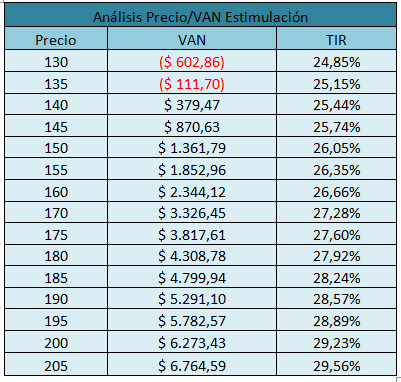 Análisis Precio/VAN Estimulación
Precio VAN TIR
130 ($ 602,86) 24,85%
135 ($ 111,70) 25,15%
140 $ 379,47 25,44%
145 $ 870,63 25,74%
150 $ 1.361,79 26,05%
155 $ 1.852,96 26,35%
160 $ 2.344,12 26,66%
170 $ 3.326,45 27,28%
175 $ 3.817,61 27,60%
180 $ 4.308,78 27,92%
185 $ 4.799,94 28,24%
190 $ 5.291,10 28,57%
195 $ 5.782,57 28,89%
200 $ 6.273,43 29,23%
205 $ 6.764,59 29,56%